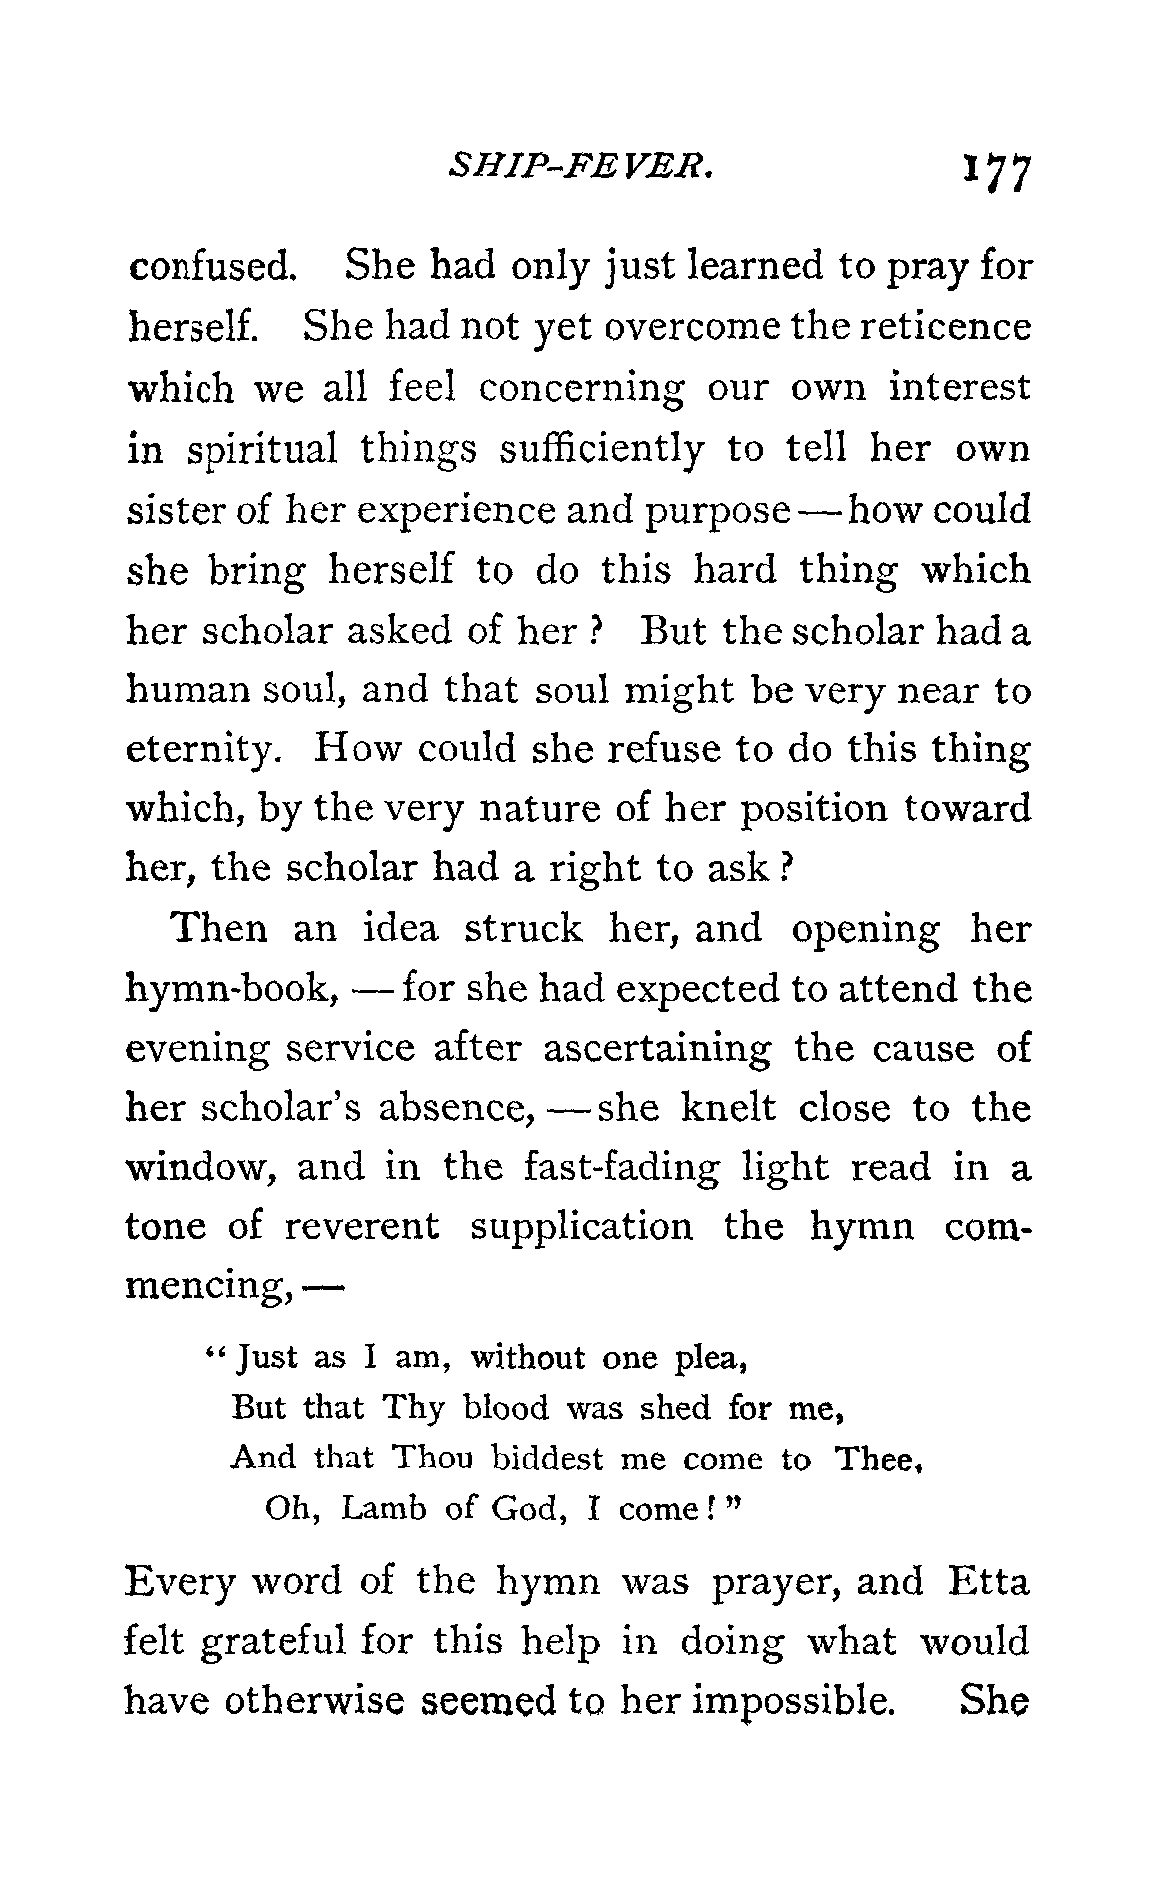 SHIP-FEVER. 177
confused. She had only just learned to pray for
herself. She had not yet overcome the reticence
which we all feel concerning our own interest
in spiritual things sufficiently to tell her own
sister of her experience and purpose—how could
she bring herself to do this hard thing which
her scholar asked of her? But the scholar had a
human soul, and that soul might be very near to
eternity. How could she refuse to do this thing
which, by the very nature of her position toward
her, the scholar had a right to ask?
Then an idea struck her, and opening her
hymn-book, — for she had expected to attend the
evening service after ascertaining the cause of
her scholar's absence, — she knelt close to the
window, and in the fast-fading light read in a
tone of reverent supplication the hymn com-
mencing, —
“Just as I am, without one plea,
But that Thy blood was shed for me,
And that Thou biddest me come to Thee,
Oh, Lamb of God, I come!”
Every word of the hymn was prayer, and Etta
felt grateful for this help in doing what would
have otherwise seemed to her impossible. She